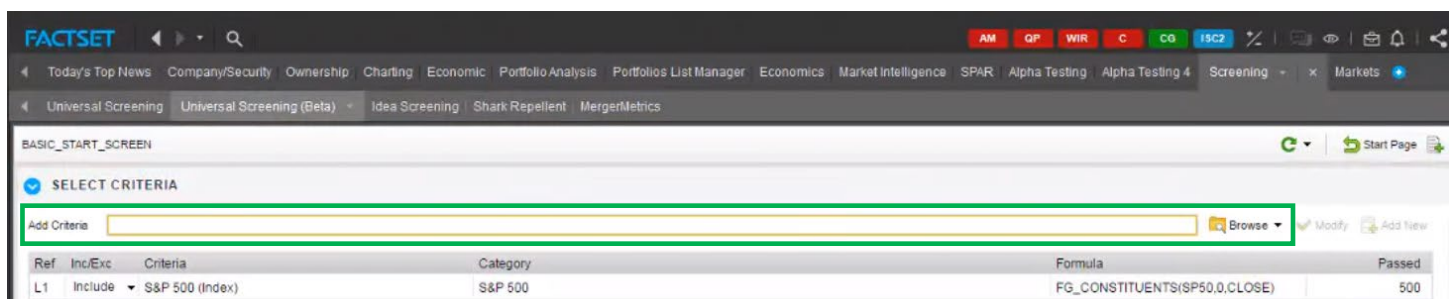 FACTSET AM QP WIR C CG ISC2
Today's Top News Company/Security Ownership Charting Economic Portfolio Analysis Portfolios List Manager Economics Market Intelligence SPAR Alpha Testing Alpha Testing 4 Screening × Markets
Universal Screening Universal Screening (Beta) Idea Screening Shark Repellent MergerMetrics
BASIC_START_SCREEN Start Page
SELECT CRITERIA
Add Criteria Browse Modify Add New
Ref Inc/Exc Criteria Category Formula Passed
L1 Include S&P 500 (Index) S&P 500 FG_CONSTITUENTS(SP50,0,CLOSE) 500